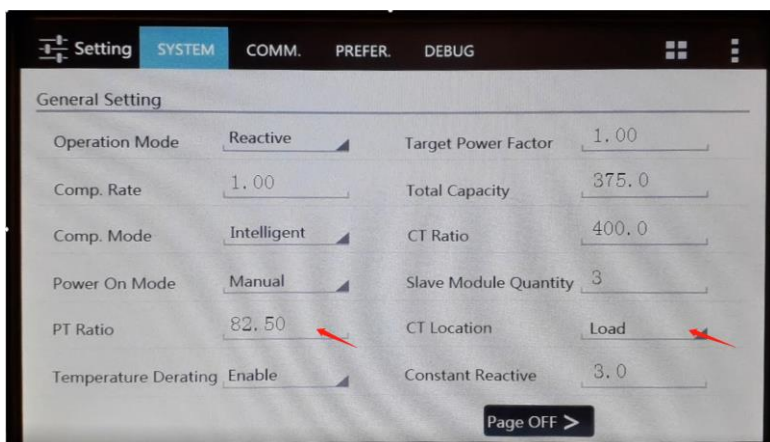 Setting SYSTEM COMM. PREFER. DEBUG
General Setting
Operation Mode Reactive Target Power Factor 1.00
Comp. Rate 1.00 Total Capacity 375.0
Comp. Mode Intelligent CT Ratio 400.0
Power On Mode Manual Slave Module Quantity 3
PT Ratio 82.50 CT Location Load
Temperature Derating Enable Constant Reactive 3.0
Page OFF >